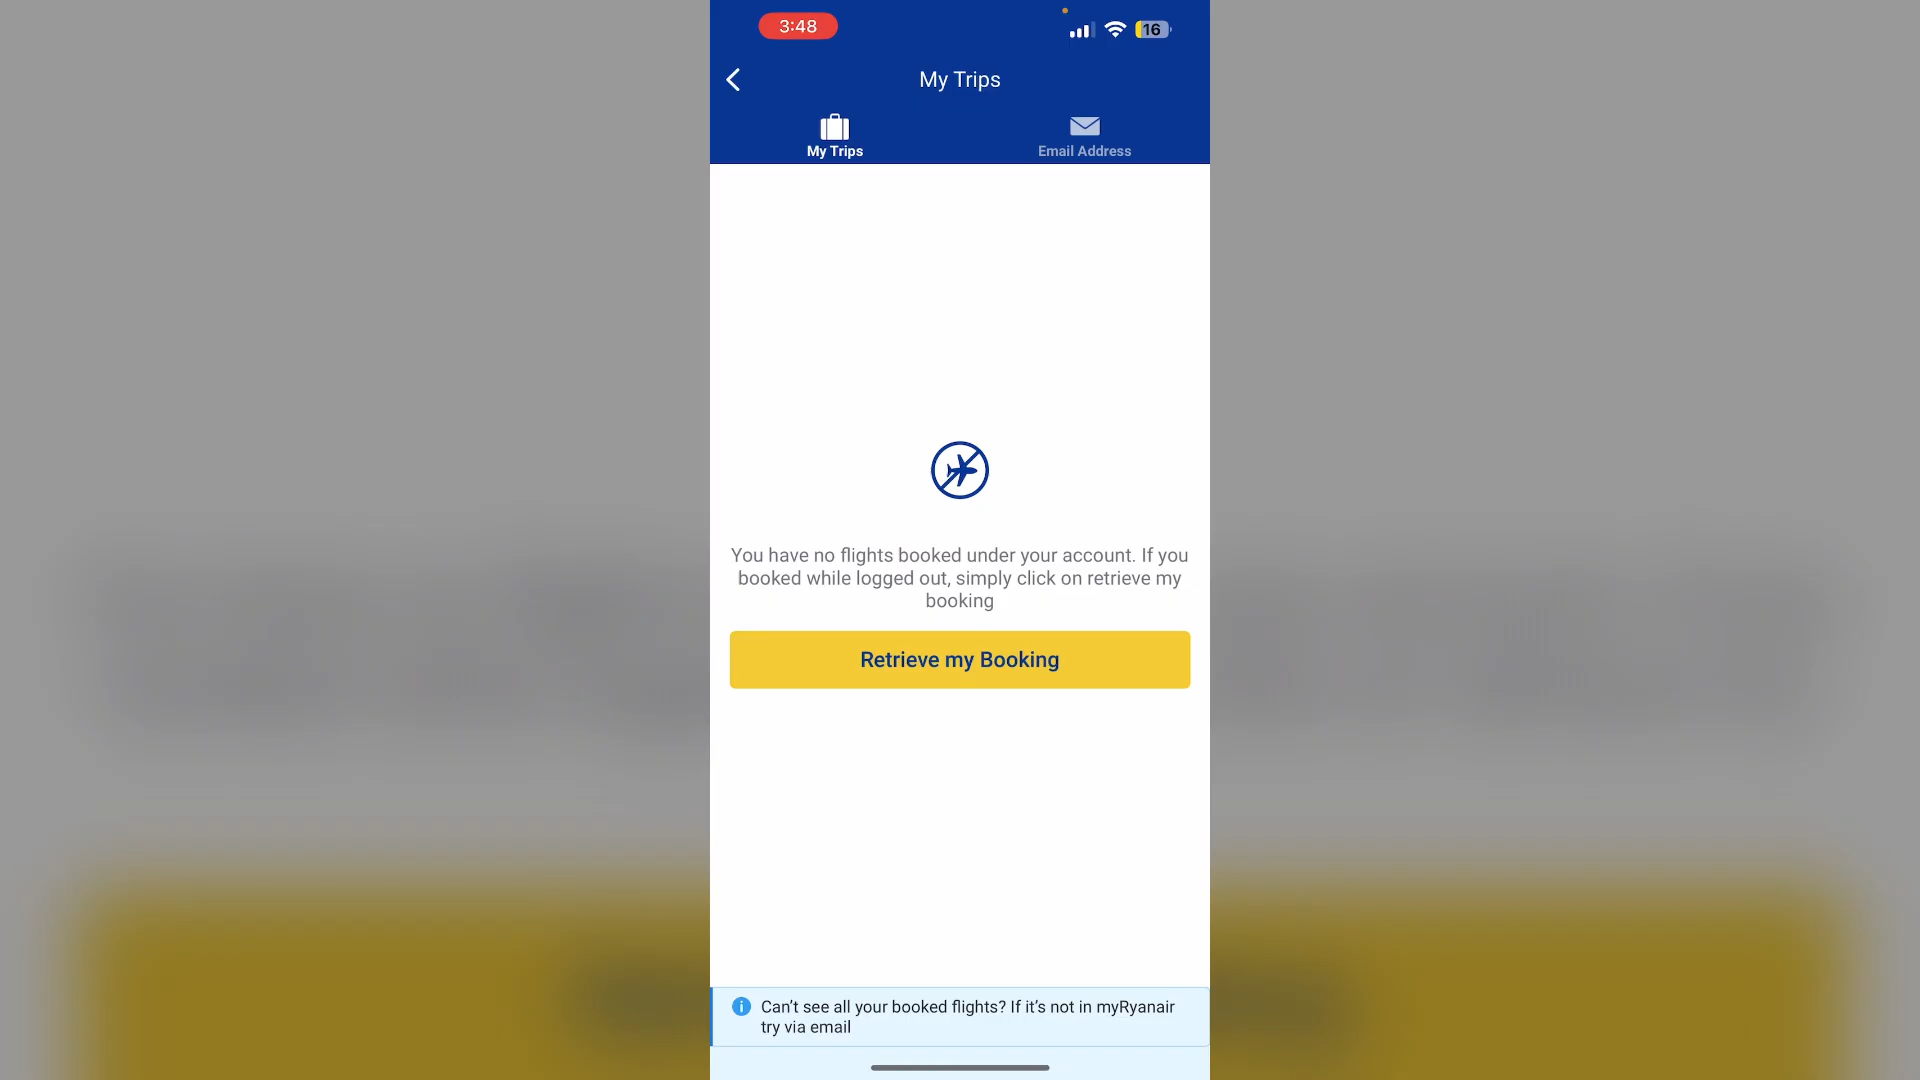 3:48
16
My Trips
My Trips
Email Address
You have no flights booked under your account. If you
booked while logged out, simply click on retrieve my
booking
Retrieve my Booking
Can’t see all your booked flights? If it’s not in myRyanair
try via email